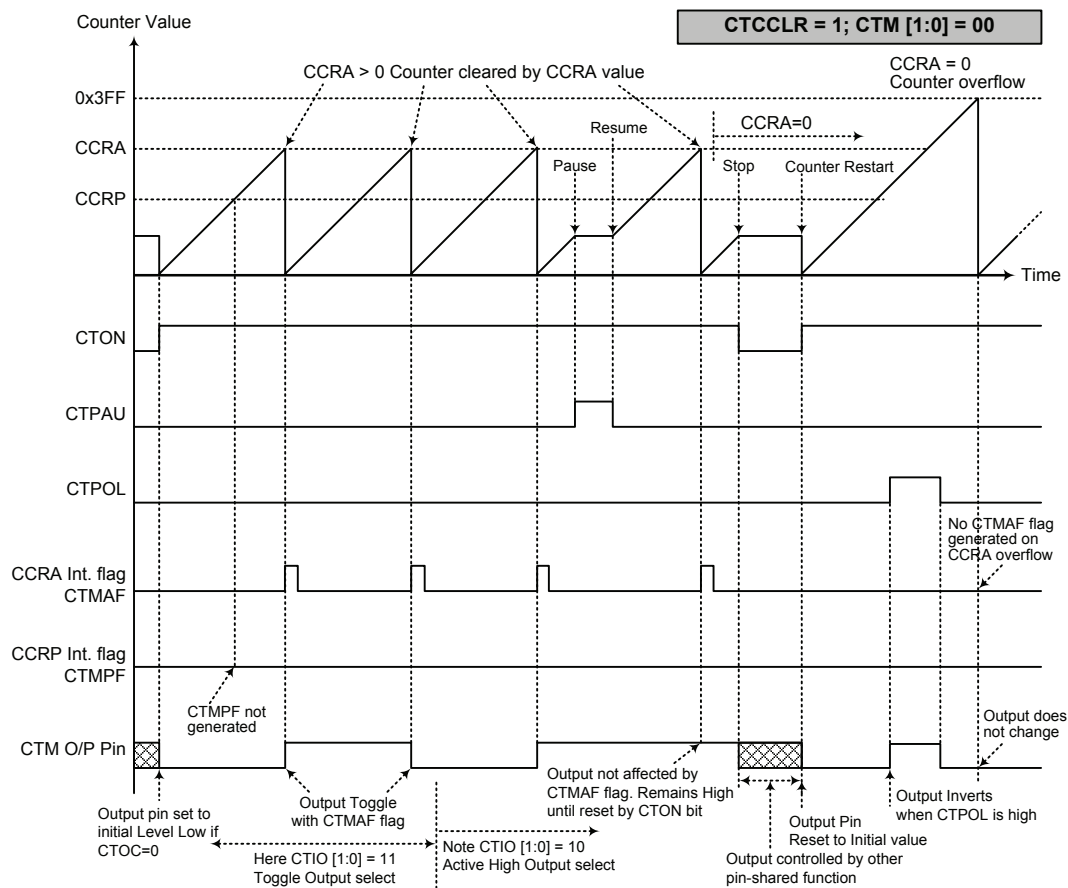 Counter Value
CTCCLR = 1; CTM [1:0] = 00
CCRA > 0 Counter cleared by CCRA value
CCRA = 0
Counter overflow
0x3FF
Resume
CCRA=0
CCRA
Pause
Stop
Counter Restart
CCRP
Time
CTON
CTPAU
CTPOL
No CTMAF flag
generated on
CCRA overflow
CCRA Int. flag
CTMAF
CCRP Int. flag
CTMPF
CTMPF not
generated
Output does
not change
CTM O/P Pin
Output pin set to
initial Level Low if
CTOC=0
Output Toggle
with CTMAF flag
Output not affected by
CTMAF flag. Remains High
until reset by CTON bit
Output Inverts
when CTPOL is high
Output Pin
Reset to Initial value
Here CTIO [1:0] = 11
Toggle Output select
Note CTIO [1:0] = 10
Active High Output select
Output controlled by other
pin-shared function